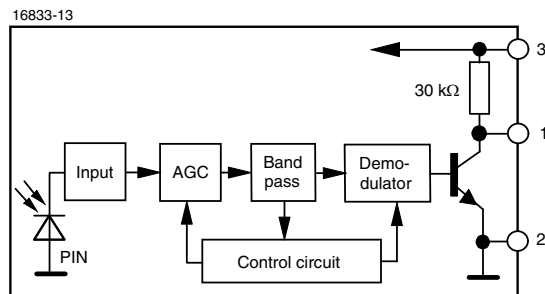 16833-13
3
30 kΩ
1
Input
AGC
Band
pass
Demo-
dulator
2
PIN
Control circuit